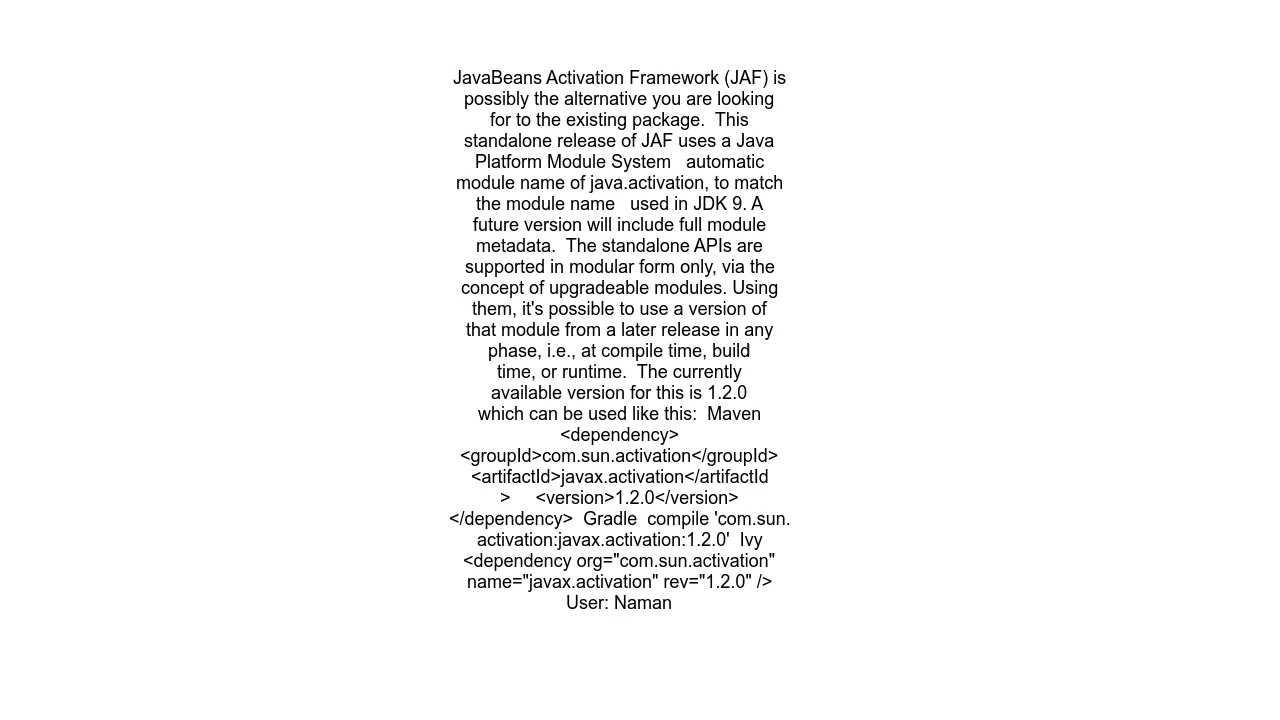 JavaBeans Activation Framework (JAF) is
possibly the alternative you are looking
for to the existing package.  This
standalone release of JAF uses a Java
Platform Module System   automatic
module name of java.activation, to match
the module name   used in JDK 9. A
future version will include full module
metadata.  The standalone APIs are
supported in modular form only, via the
concept of upgradeable modules. Using
them, it's possible to use a version of
that module from a later release in any
phase, i.e., at compile time, build
time, or runtime.  The currently
available version for this is 1.2.0
which can be used like this:  Maven
<dependency>
<groupId>com.sun.activation</groupId>
<artifactId>javax.activation</artifactId
>     <version>1.2.0</version>
</dependency>  Gradle  compile 'com.sun.
activation:javax.activation:1.2.0'  Ivy
<dependency org="com.sun.activation"
name="javax.activation" rev="1.2.0" />
User: Naman